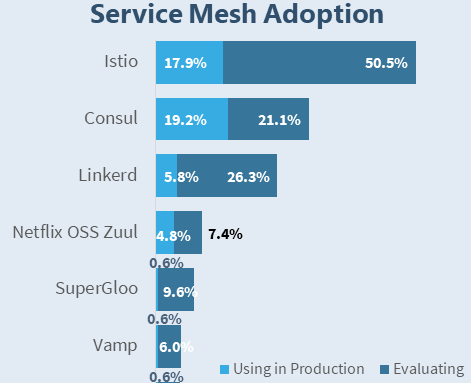 Service Mesh Adoption
Istio 17.9% 50.5%
Consul 19.2% 21.1%
Linkerd 5.8% 26.3%
Netflix OSS Zuul 4.8% 7.4%
0.6%
SuperGloo 9.6%
0.6%
Vamp 6.0%
0.6%
Using in Production Evaluating